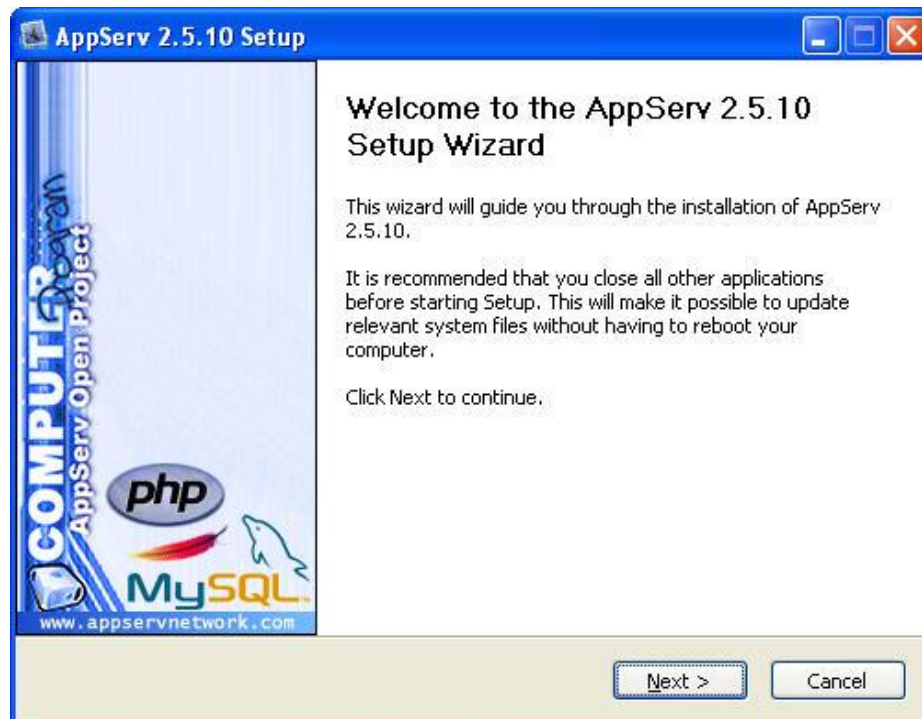 AppServ 2.5.10 Setup
COMPUTER
Program
AppServ Open Project
php
MySQL
www.appservnetwork.com
Welcome to the AppServ 2.5.10
Setup Wizard
This wizard will guide you through the installation of AppServ
2.5.10.
It is recommended that you close all other applications
before starting Setup. This will make it possible to update
relevant system files without having to reboot your
computer.
Click Next to continue.
Next >
Cancel